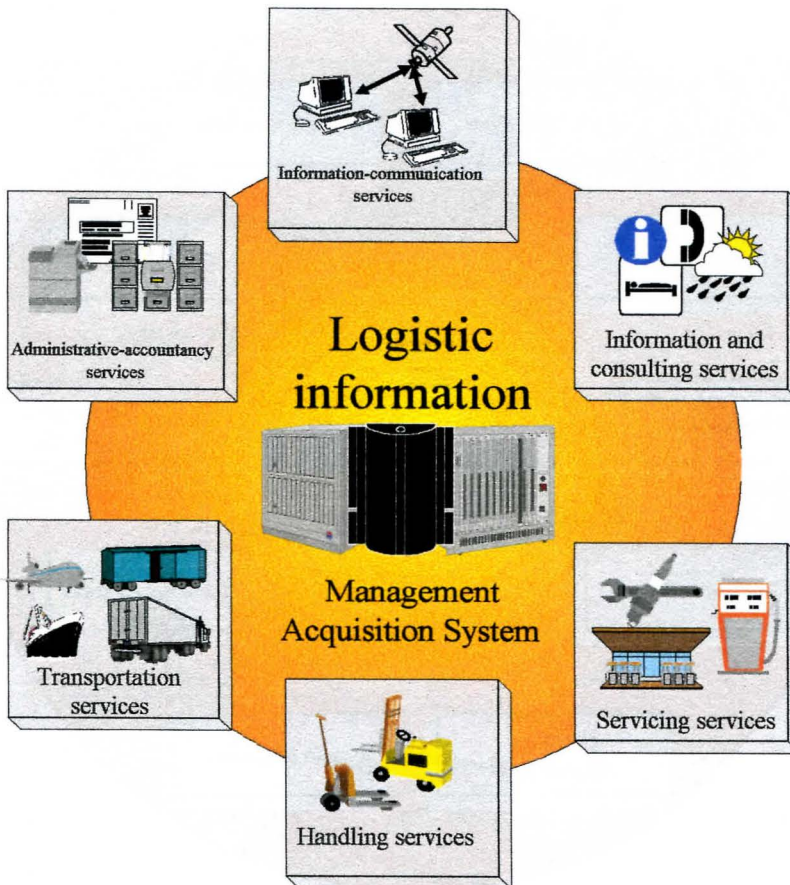 Information-communication
services
Administrative-accountancy
services
Information and
consulting services
Logistic
information
Management
Acquisition System
Transportation
services
Servicing services
Handling services